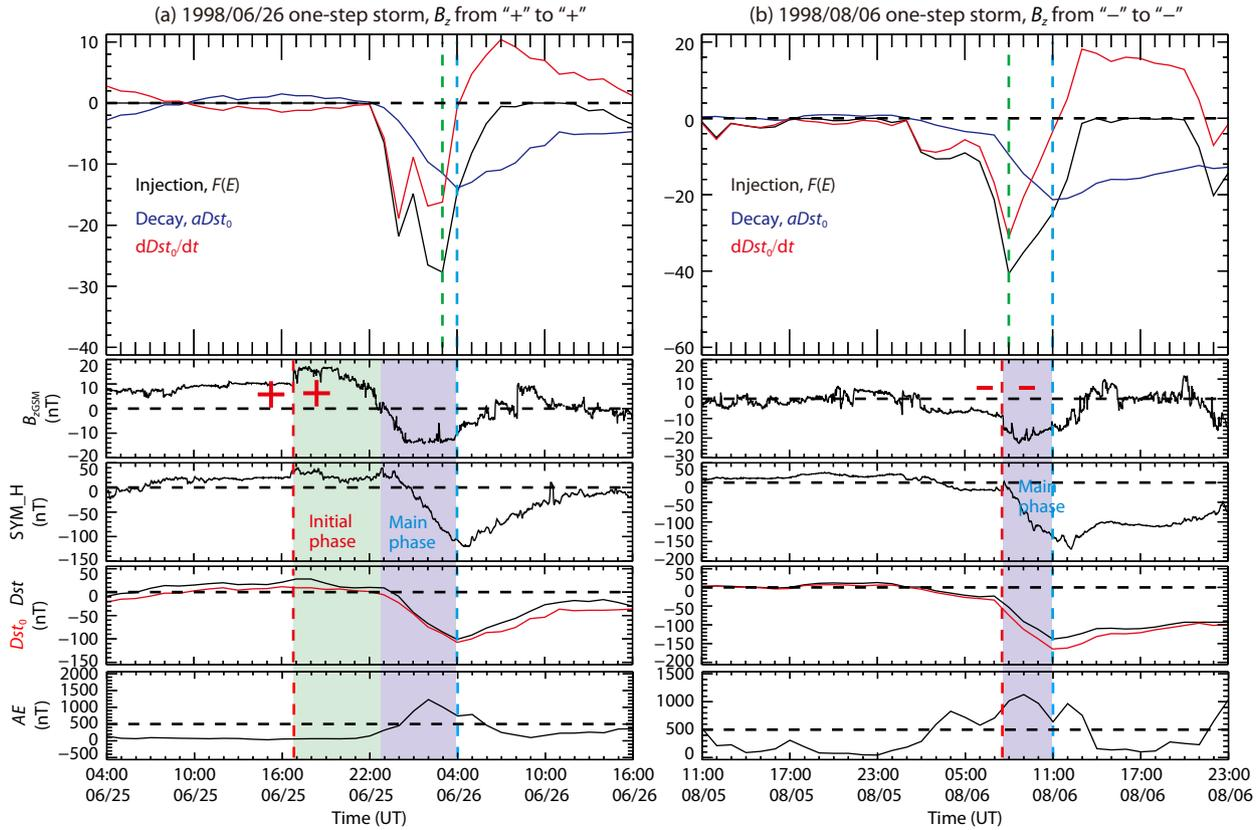 (a) 1998/06/26 one-step storm, Bz from “+” to “+”
10
0
−10
−20
−30
−40
Injection, F(E)
Decay, aDst0
dDst0/dt
20
10
0
−10
−20
BzGSM
(nT)
+ +
50
0
−50
−100
−150
SYM_H
(nT)
Initial
phase
Main
phase
50
0
−50
−100
−150
Dst0 Dst
(nT)
2000
1500
1000
500
0
−500
AE
(nT)
04:00 10:00 16:00 22:00 04:00 10:00 16:00
06/25 06/25 06/25 06/25 06/26 06/26 06/26
Time (UT)
(b) 1998/08/06 one-step storm, Bz from “−” to “−”
20
0
−20
−40
−60
Injection, F(E)
Decay, aDst0
dDst0/dt
20
10
0
−10
−20
−30
− −
50
0
−50
−100
−150
−200
Main
phase
50
0
−50
−100
−150
−200
1500
1000
500
0
11:00 17:00 23:00 05:00 11:00 17:00 23:00
08/05 08/05 08/05 08/06 08/06 08/06 08/06
Time (UT)